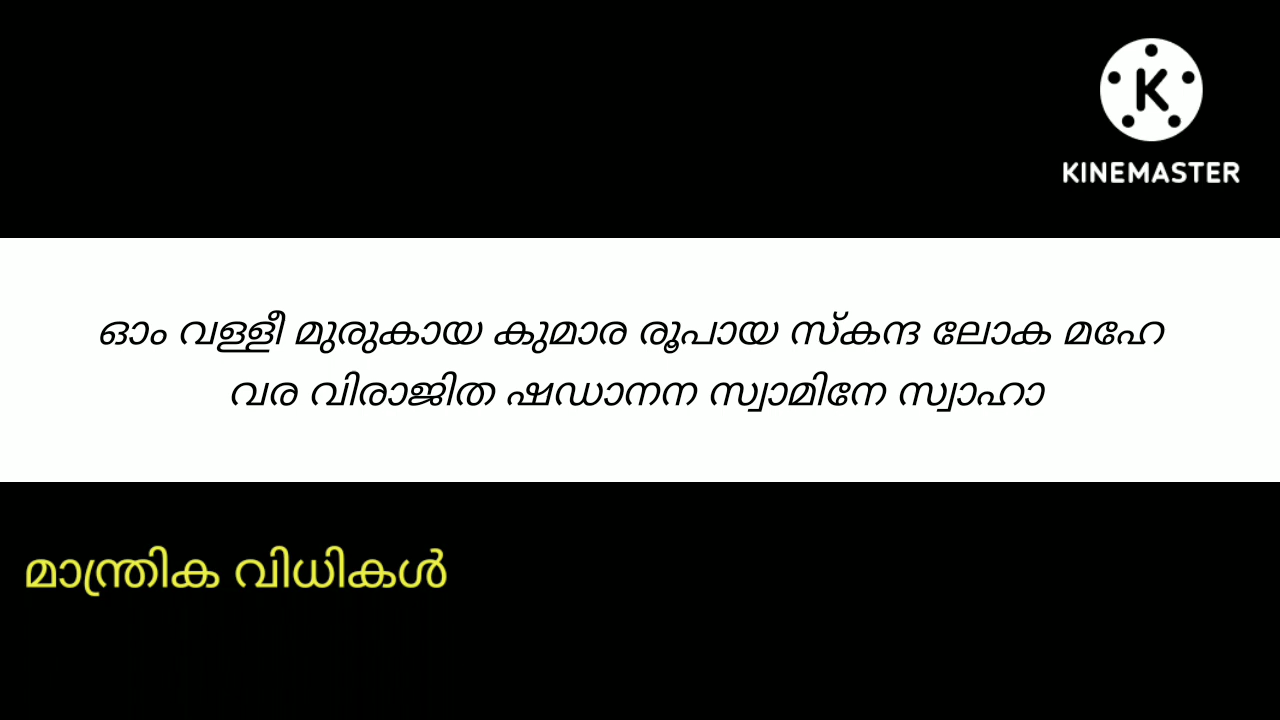 K
KINEMASTER
ഓം വള്ളീ മുരുകായ കുമാര രൂപായ സ്കന്ദ ലോക മഹേ
വര വിരാജിത ഷഡാനന സ്വാമിനേ സ്വാഹാ
മാന്ത്രിക വിധികൾ